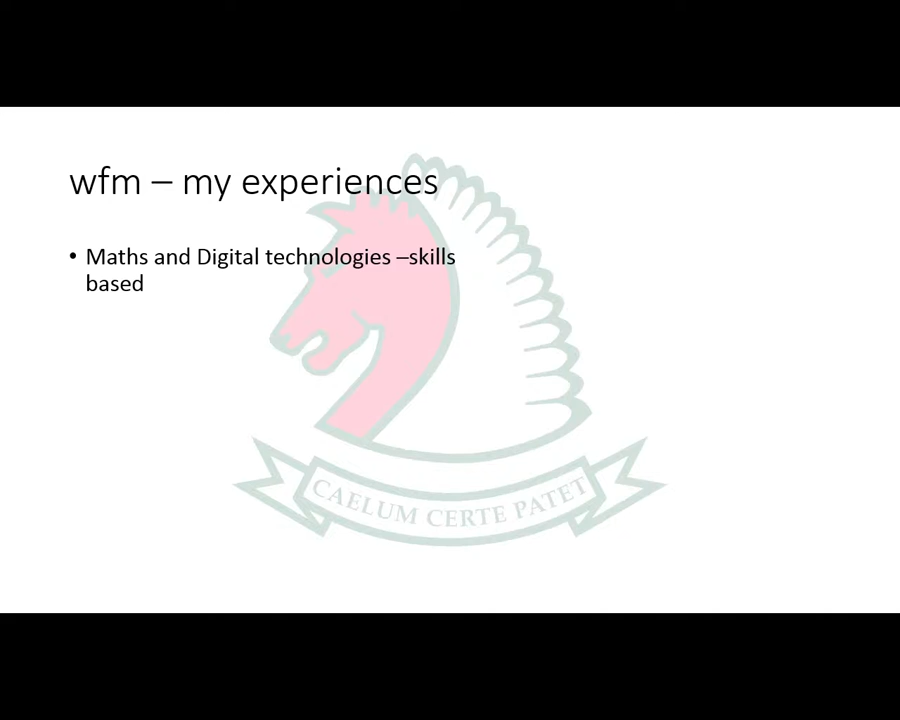 wfm – my experiences
• Maths and Digital technologies –skills
based
CAELUM CERTE PATET